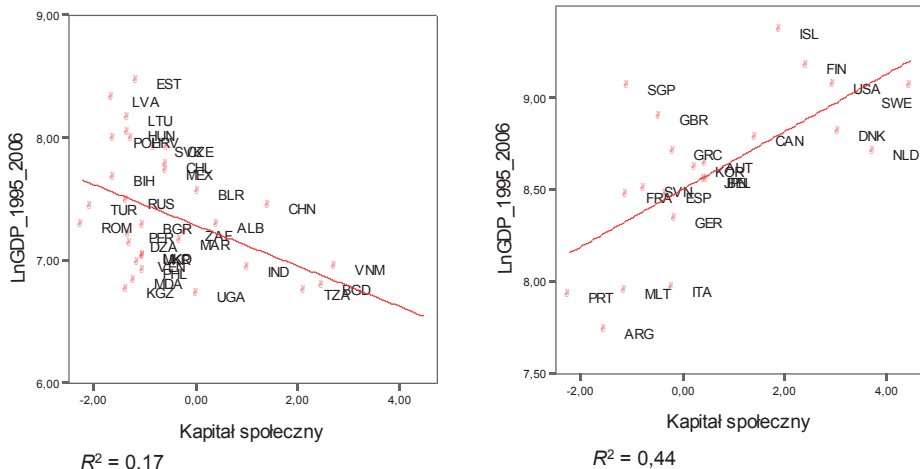 9,00
8,00
7,00
6,00
LnGDP_1995_2006
EST
LVA
LTU
HUN
POL
HRV
SVK
CZE
CHL
MEX
BIH
BLR
RUS
CHN
TUR
ROM
BGR
ALB
PER
ZAF
DZA
MAR
VEN
PHL
IND
VNM
MDA
KGZ
UGA
TZA
BGD
-2,00 0,00 2,00 4,00
Kapitał społeczny
R² = 0,17
9,00
8,50
8,00
7,50
LnGDP_1995_2006
ISL
FIN
SGP
USA
SWE
GBR
CAN
DNK
NLD
GRC
AUT
KOR
SVN
FRA
ESP
GER
PRT
MLT
ITA
ARG
-2,00 0,00 2,00 4,00
Kapitał społeczny
R² = 0,44